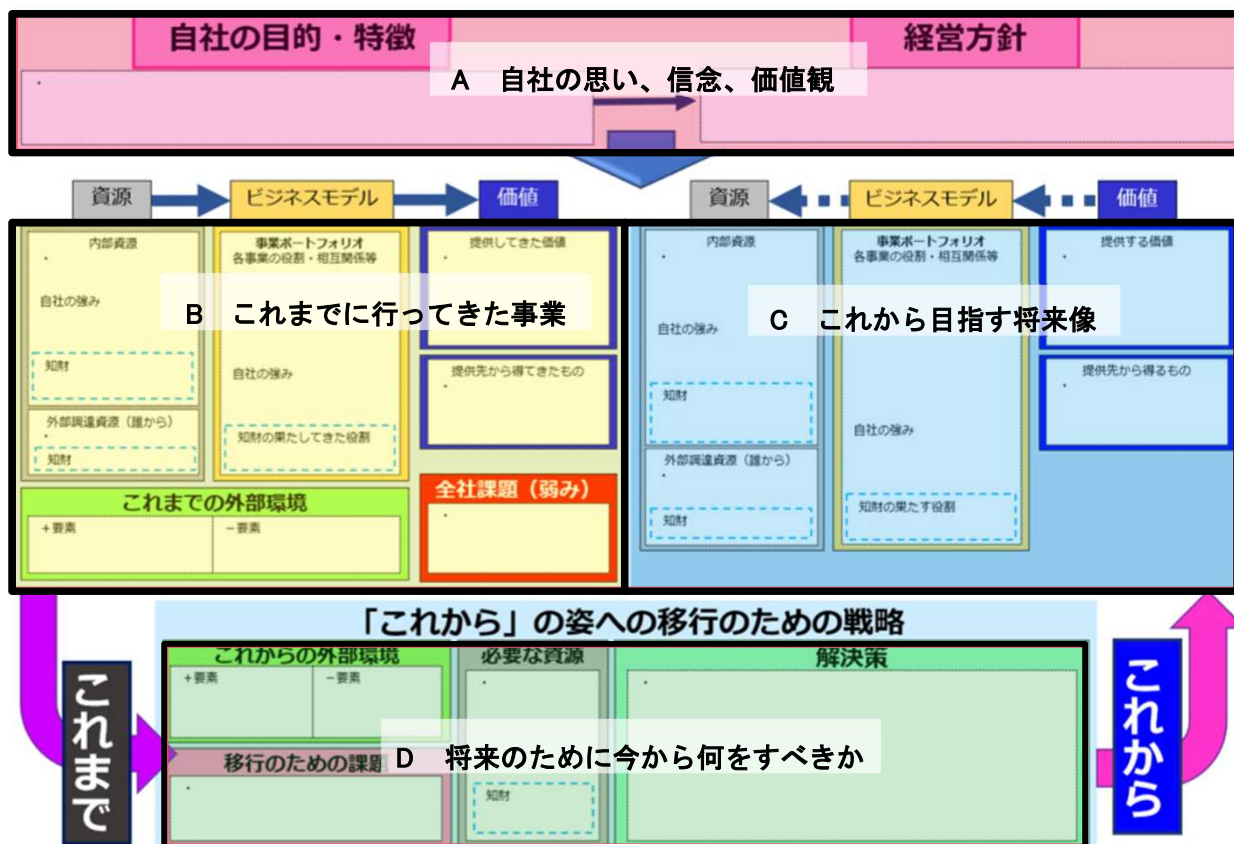 自社の目的・特徴
経営方針
・
A 自社の思い、信念、価値観
資源
ビジネスモデル
価値
資源
ビジネスモデル
価値
内部資源
・
自社の強み
知財
外部調達資源（誰から）
・
知財
事業ポートフォリオ
各事業の役割・相互関係等
自社の強み
知財の果たしてきた役割
提供してきた価値
・
提供先から得てきたもの
・
B これまでに行ってきた事業
これまでの外部環境
+要素
-要素
全社課題（弱み）
・
内部資源
・
自社の強み
知財
外部調達資源（誰から）
・
知財
事業ポートフォリオ
各事業の役割・相互関係等
自社の強み
知財の果たす役割
提供する価値
・
提供先から得るもの
・
C これから目指す将来像
「これから」の姿への移行のための戦略
これまで
これからの外部環境
+要素
-要素
移行のための課題
・
必要な資源
・
知財
解決策
・
D 将来のために今から何をすべきか
これから